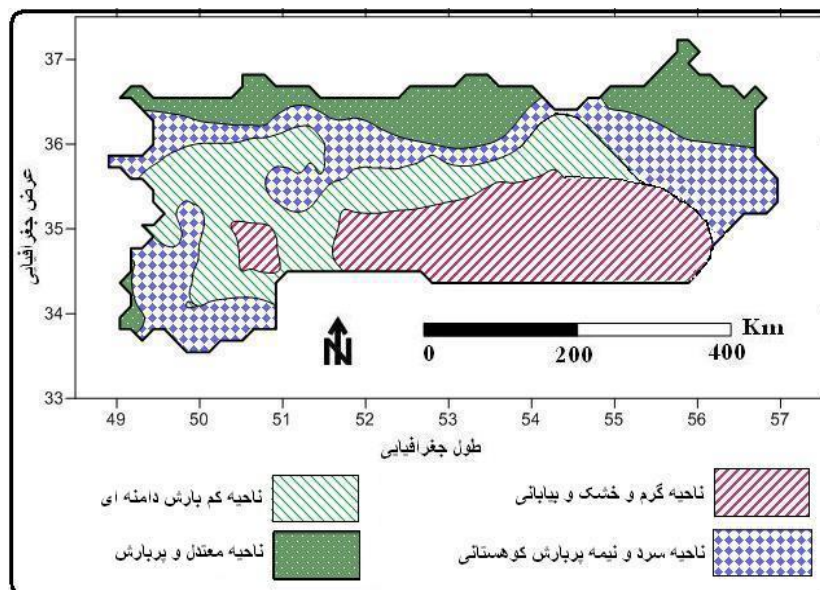 37
36
35
34
33
عرض جغرافیایی
49 50 51 52 53 54 55 56 57
طول جغرافیایی
N
Km
0 200 400
ناحیه گرم و خشک و بیابانی
ناحیه کم بارش دامنه ای
ناحیه سرد و نیمه پربارش کوهستانی
ناحیه معتدل و پربارش